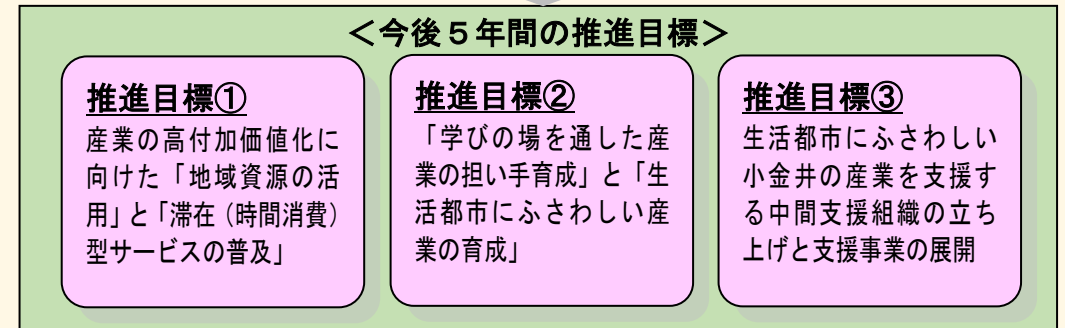 ＜今後５年間の推進目標＞
推進目標①
産業の高付加価値化に
向けた「地域資源の活
用」と「滞在（時間消費）
型サービスの普及」
推進目標②
「学びの場を通した産
業の担い手育成」と「生
活都市にふさわしい産
業の育成」
推進目標③
生活都市にふさわしい
小金井の産業を支援す
る中間支援組織の立ち
上げと支援事業の展開